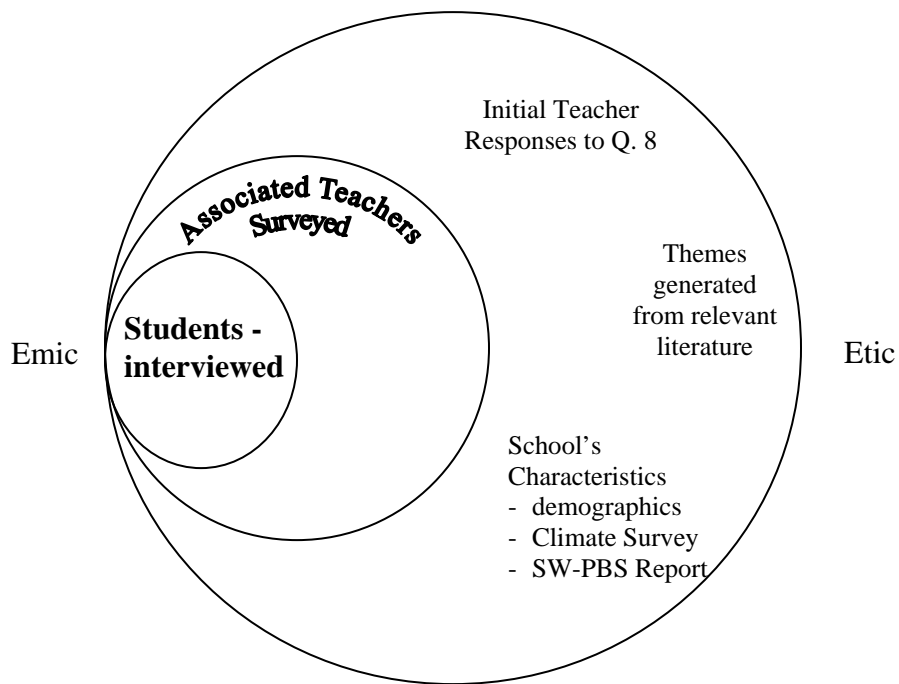 Initial Teacher
Responses to Q. 8
Associated Teachers
Surveyed
Themes
generated
from relevant
literature
Students -
interviewed
Emic
Etic
School’s
Characteristics
- demographics
- Climate Survey
- SW-PBS Report